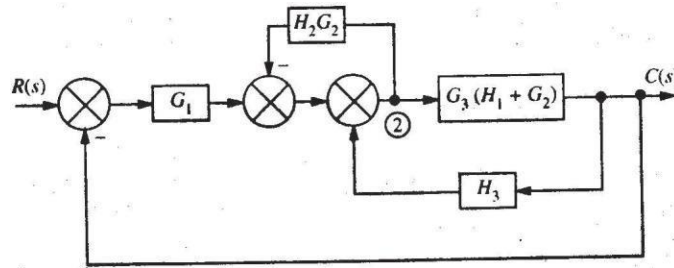 H₂G₂
R(s)
G₁
G₃ (H₁ + G₂)
C(s)
2
H₃
−
−